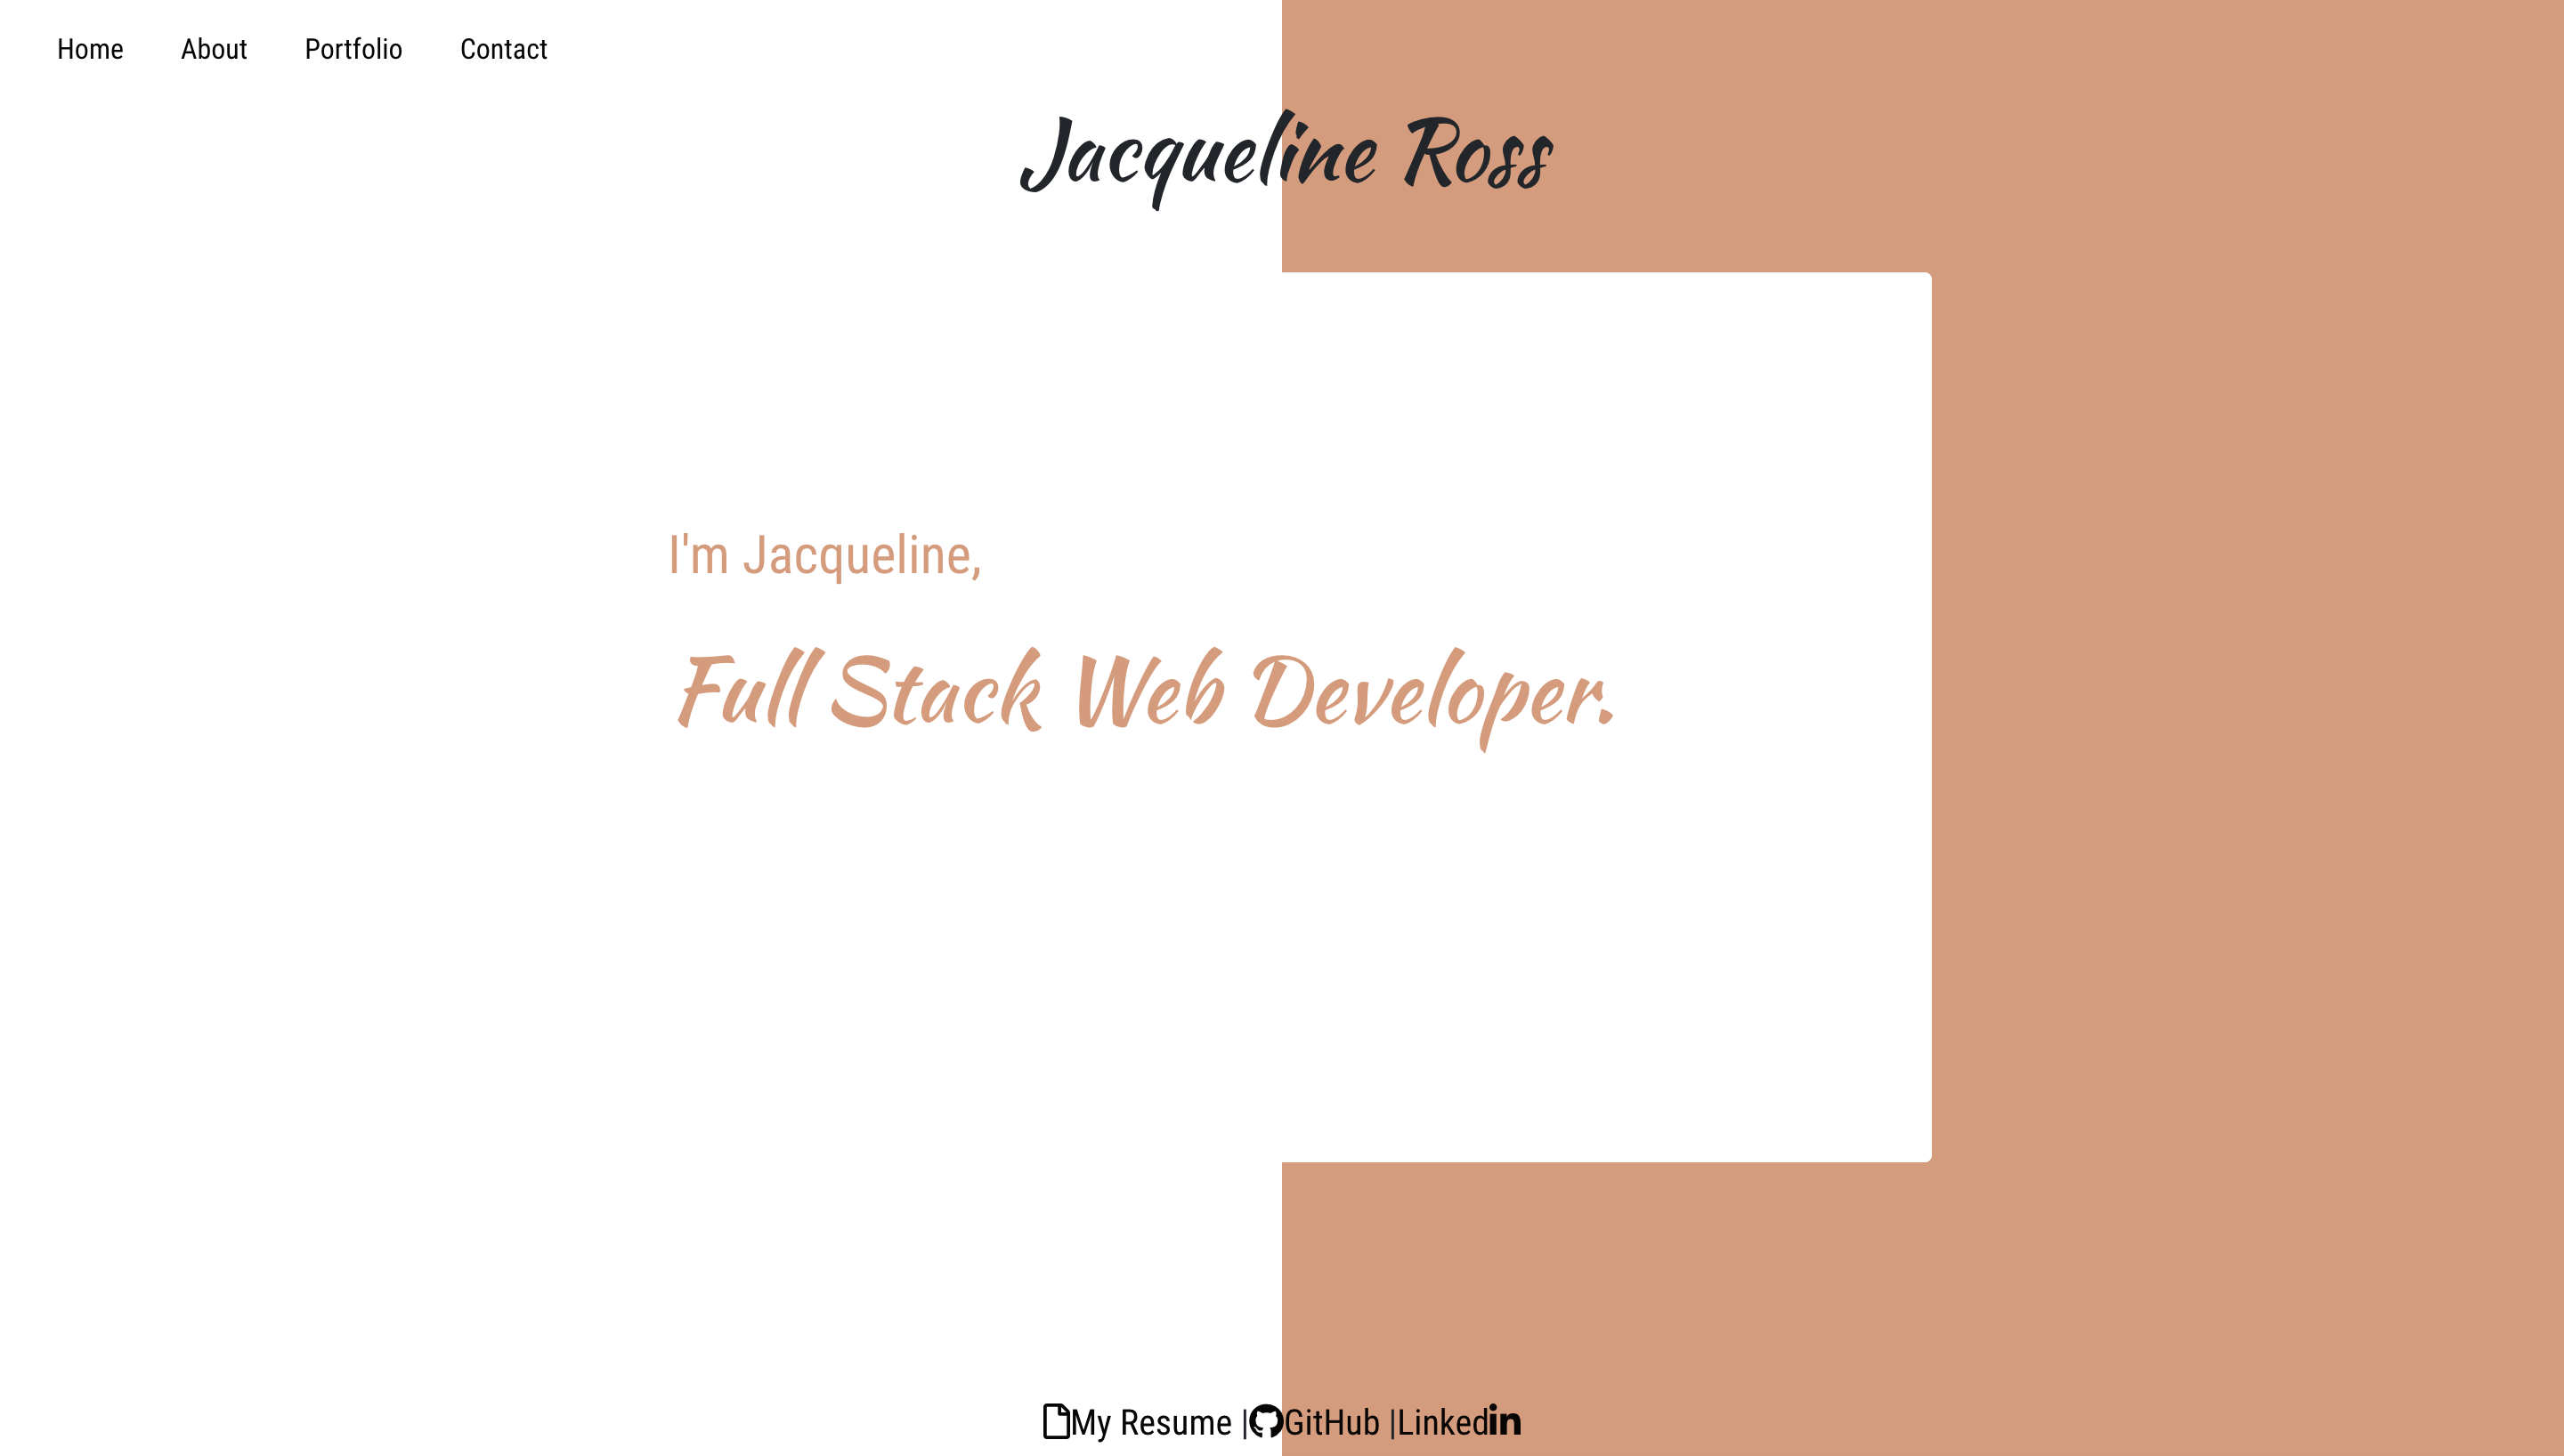 Home About Portfolio Contact
Jacqueline Ross
I'm Jacqueline,
Full Stack Web Developer.
My Resume | GitHub | Linkedin